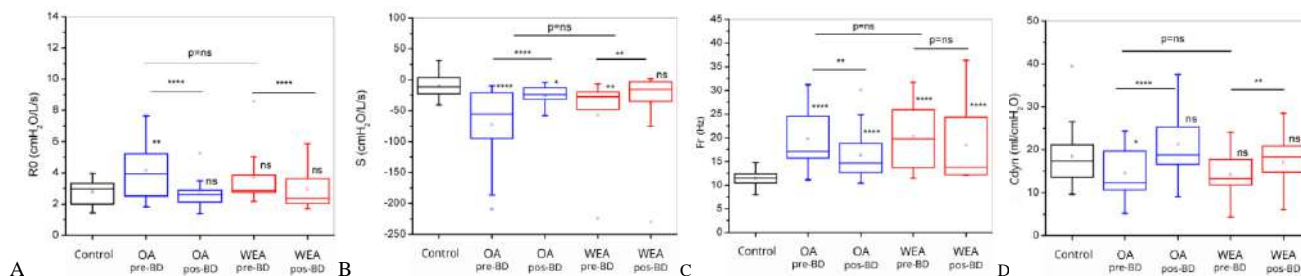 14
12
10
8
6
4
2
0
R0 (cmH2O/L/s)
p=ns
****
****
**
ns
ns
ns
Control
OA
pre-BD
OA
pos-BD
WEA
pre-BD
WEA
pos-BD
A
100
50
0
-50
-100
-150
-200
-250
S (cmH2O/L/s)
p=ns
****
**
****
*
**
ns
Control
OA
pre-BD
OA
pos-BD
WEA
pre-BD
WEA
pos-BD
B
40
35
30
25
20
15
10
5
0
Fr (Hz)
p=ns
p=ns
**
****
****
****
****
Control
OA
pre-BD
OA
pos-BD
WEA
pre-BD
WEA
pos-BD
C
50
40
30
20
10
0
Cdyn (ml/cmH2O)
p=ns
****
**
*
ns
ns
ns
Control
OA
pre-BD
OA
pos-BD
WEA
pre-BD
WEA
pos-BD
D